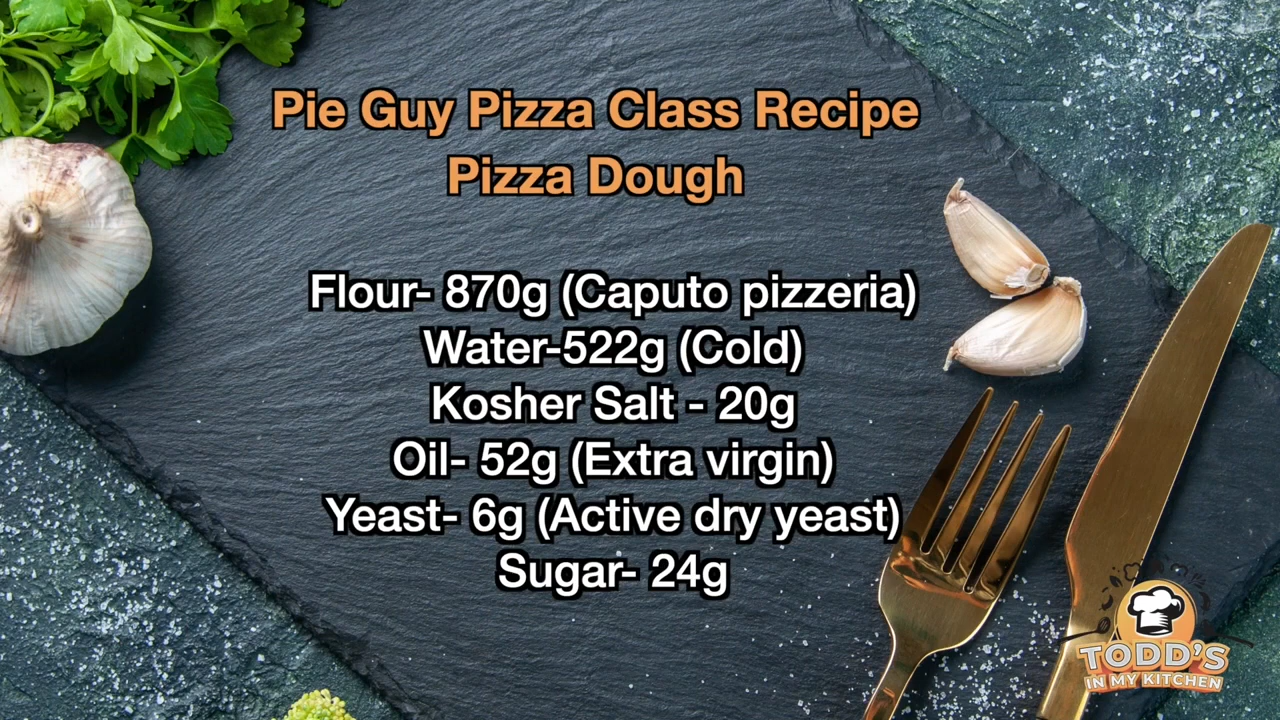 Pie Guy Pizza Class Recipe
Pizza Dough
Flour- 870g (Caputo pizzeria)
Water-522g (Cold)
Kosher Salt - 20g
Oil- 52g (Extra virgin)
Yeast- 6g (Active dry yeast)
Sugar- 24g
TODD'S
IN MY KITCHEN